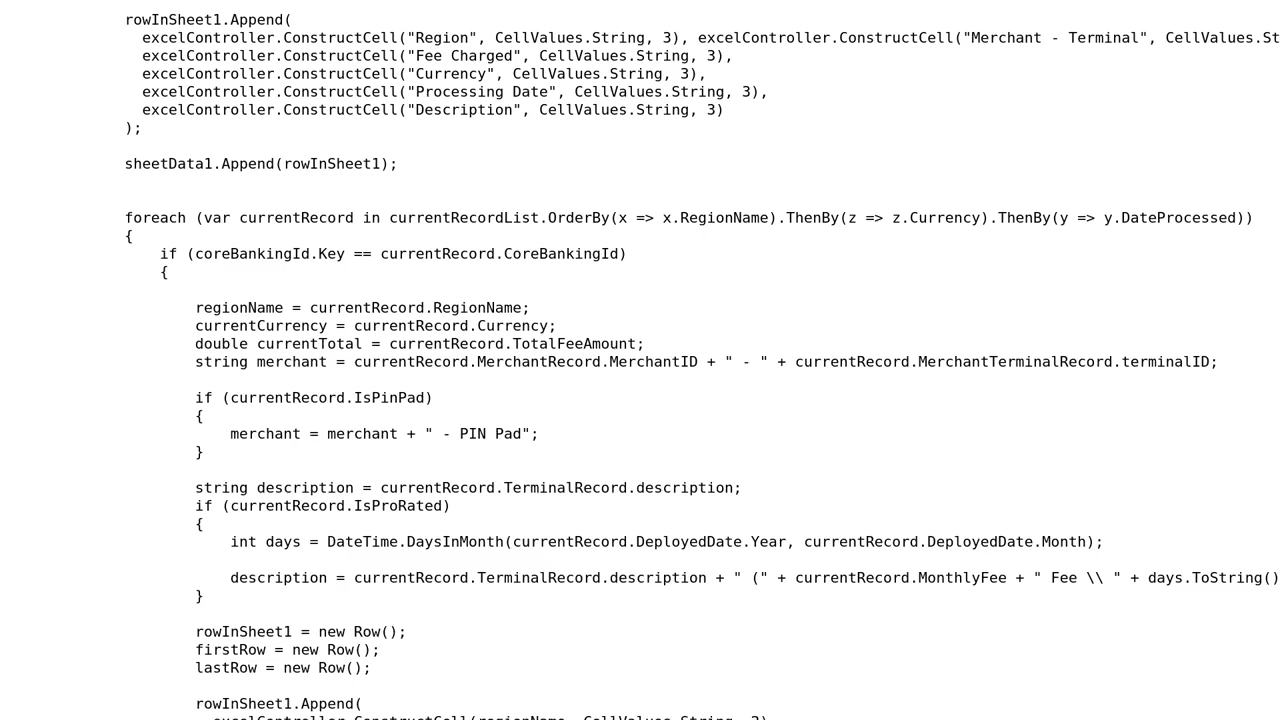 rowInSheet1.Append(
excelController.ConstructCell("Region", CellValues.String, 3), excelController.ConstructCell("Merchant - Terminal", CellValues.St
excelController.ConstructCell("Fee Charged", CellValues.String, 3),
excelController.ConstructCell("Currency", CellValues.String, 3),
excelController.ConstructCell("Processing Date", CellValues.String, 3),
excelController.ConstructCell("Description", CellValues.String, 3)
);
sheetData1.Append(rowInSheet1);
foreach (var currentRecord in currentRecordList.OrderBy(x => x.RegionName).ThenBy(z => z.Currency).ThenBy(y => y.DateProcessed))
{
if (coreBankingId.Key == currentRecord.CoreBankingId)
{
regionName = currentRecord.RegionName;
currentCurrency = currentRecord.Currency;
double currentTotal = currentRecord.TotalFeeAmount;
string merchant = currentRecord.MerchantRecord.MerchantID + " - " + currentRecord.MerchantTerminalRecord.terminalID;
if (currentRecord.IsPinPad)
{
merchant = merchant + " - PIN Pad";
}
string description = currentRecord.TerminalRecord.description;
if (currentRecord.IsProRated)
{
int days = DateTime.DaysInMonth(currentRecord.DeployedDate.Year, currentRecord.DeployedDate.Month);
description = currentRecord.TerminalRecord.description + " (" + currentRecord.MonthlyFee + " Fee \\ " + days.ToString()
}
rowInSheet1 = new Row();
firstRow = new Row();
lastRow = new Row();
rowInSheet1.Append(
excelController.ConstructCell(regionName, CellValues.String, 2),